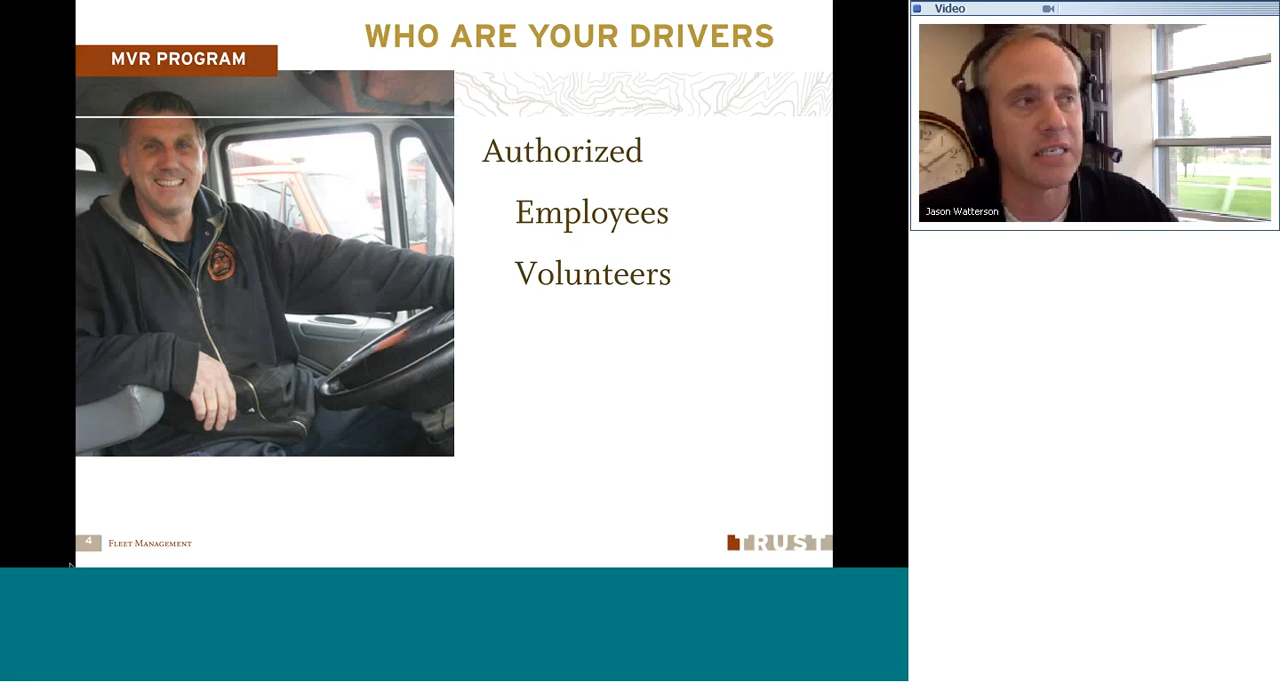 WHO ARE YOUR DRIVERS
MVR PROGRAM
Authorized
Employees
Volunteers
4 Fleet Management
TRUST
Video
Jason Watterson